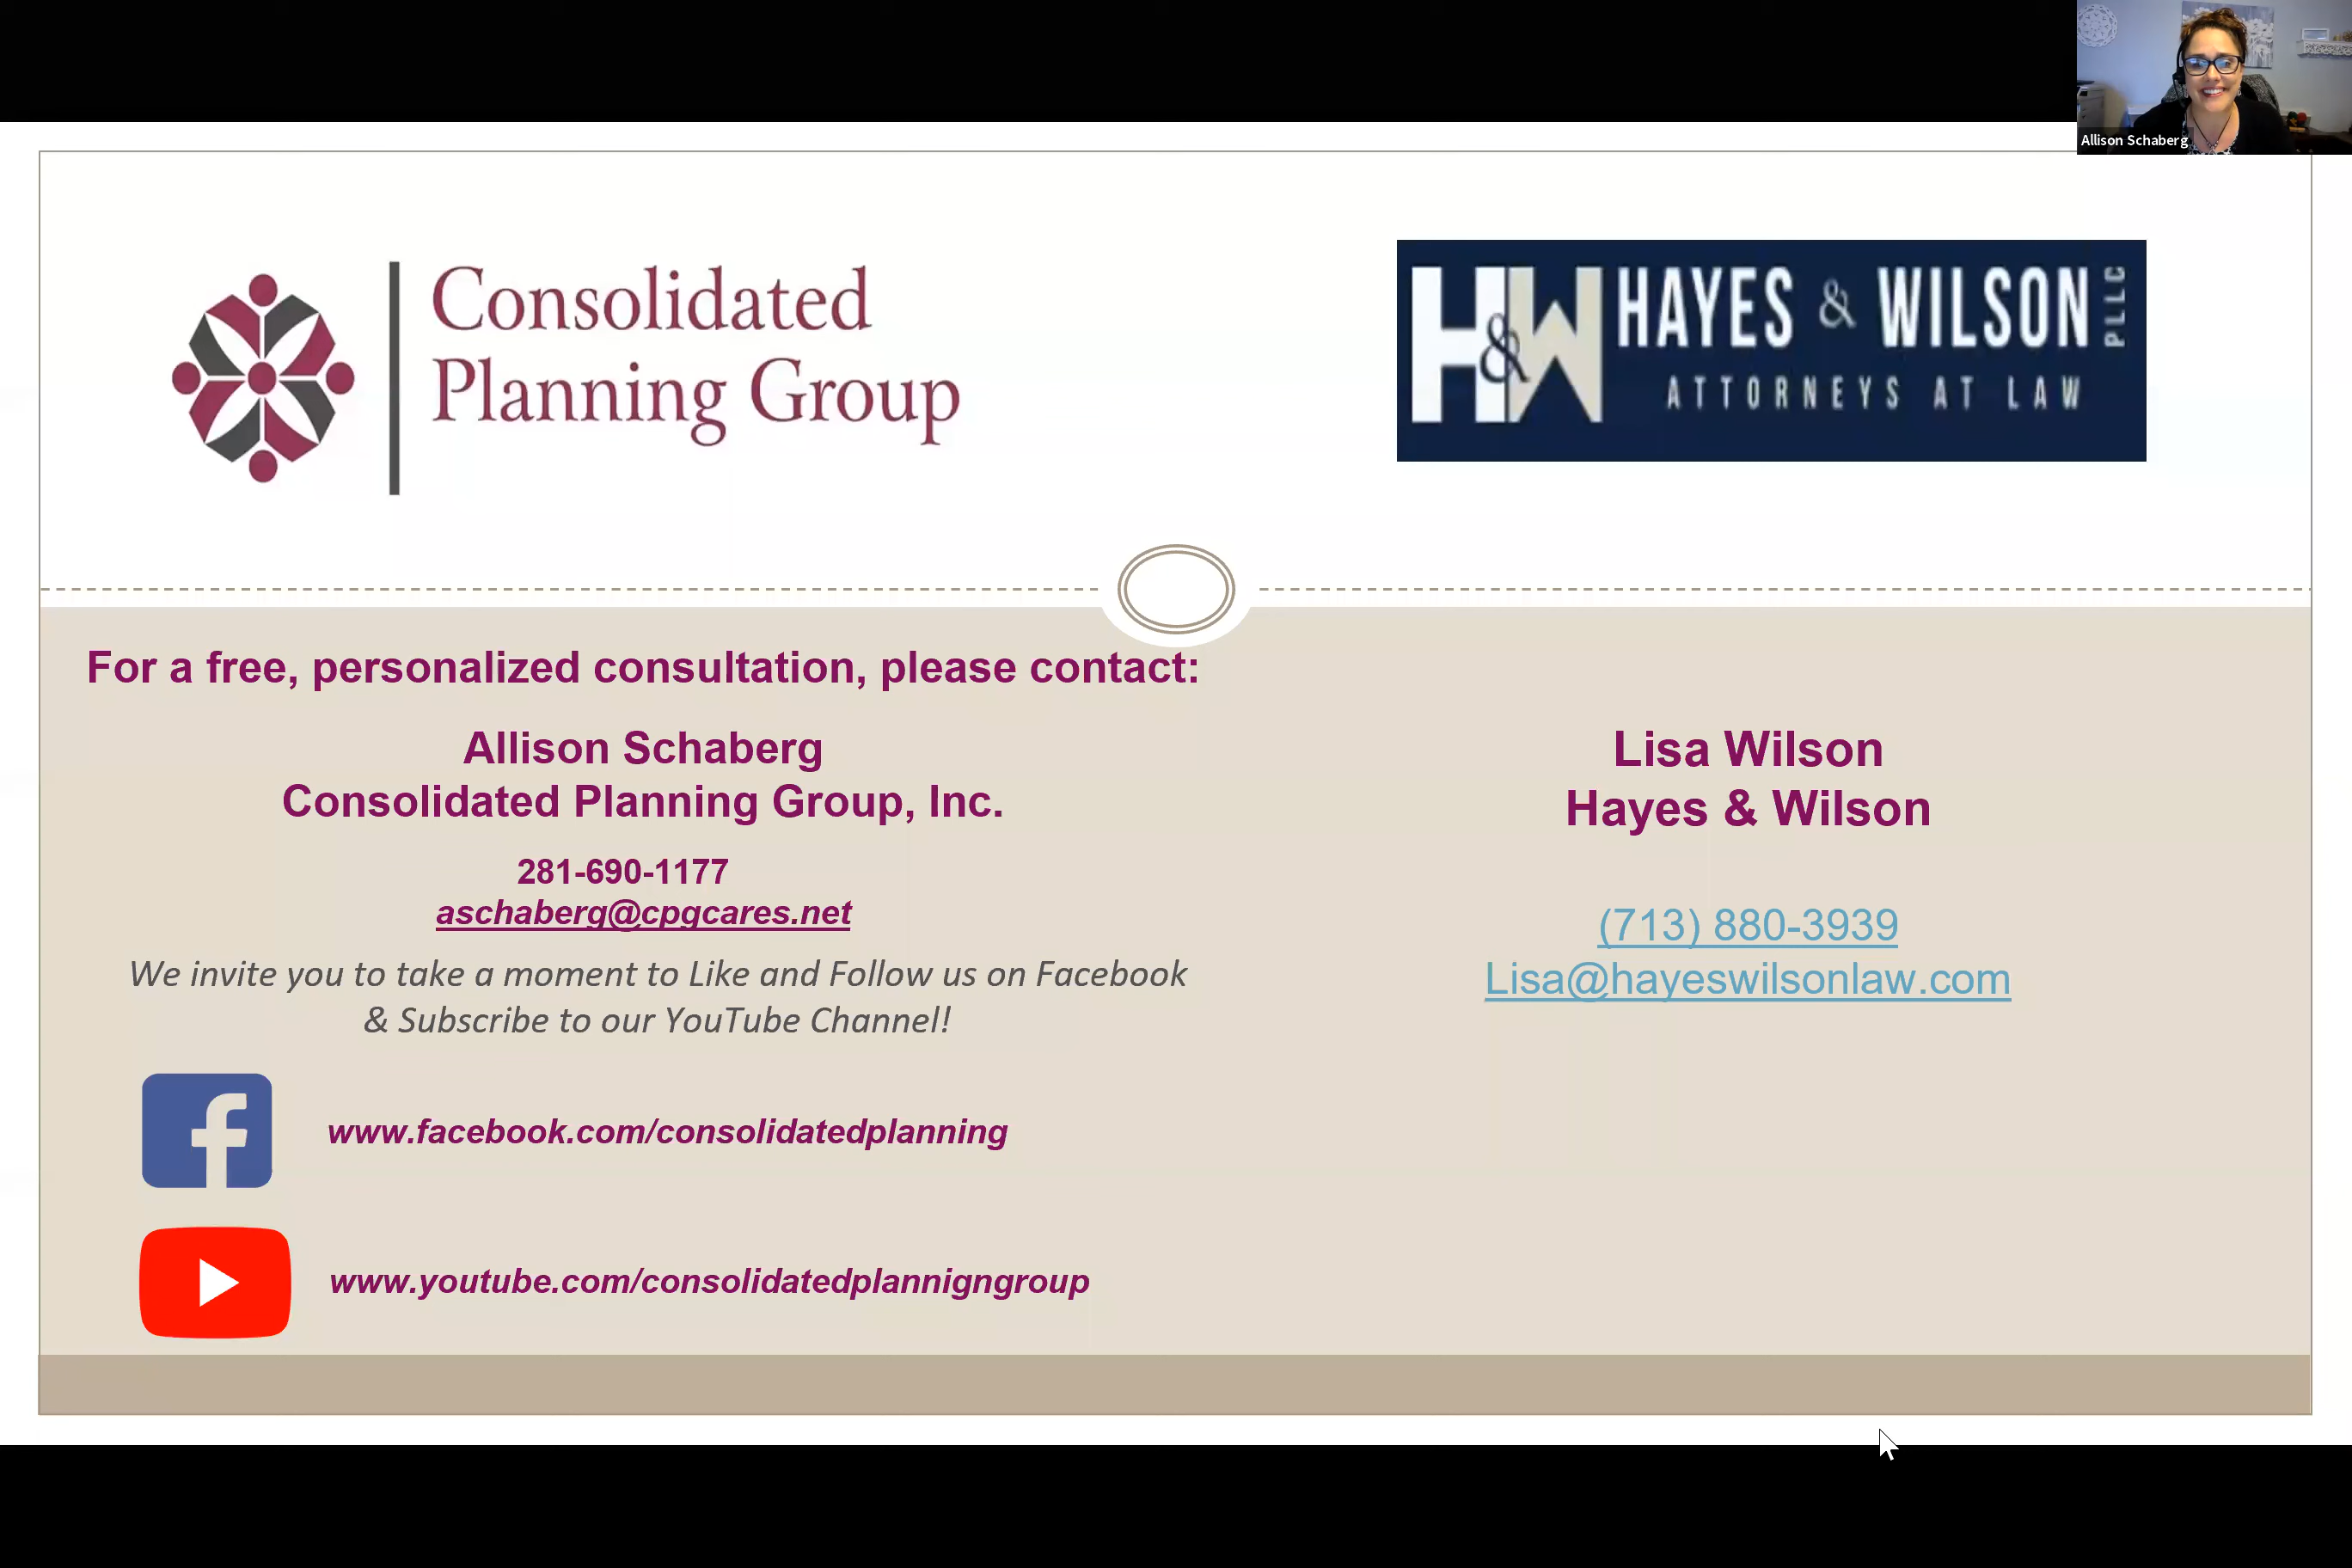 Allison Schaberg
Consolidated
Planning Group
H&W HAYES & WILSON PLLC
ATTORNEYS AT LAW
For a free, personalized consultation, please contact:
Allison Schaberg
Consolidated Planning Group, Inc.
281-690-1177
aschaberg@cpgcares.net
We invite you to take a moment to Like and Follow us on Facebook
& Subscribe to our YouTube Channel!
f
www.facebook.com/consolidatedplanning
www.youtube.com/consolidatedplannigngroup
Lisa Wilson
Hayes & Wilson
(713) 880-3939
Lisa@hayeswilsonlaw.com